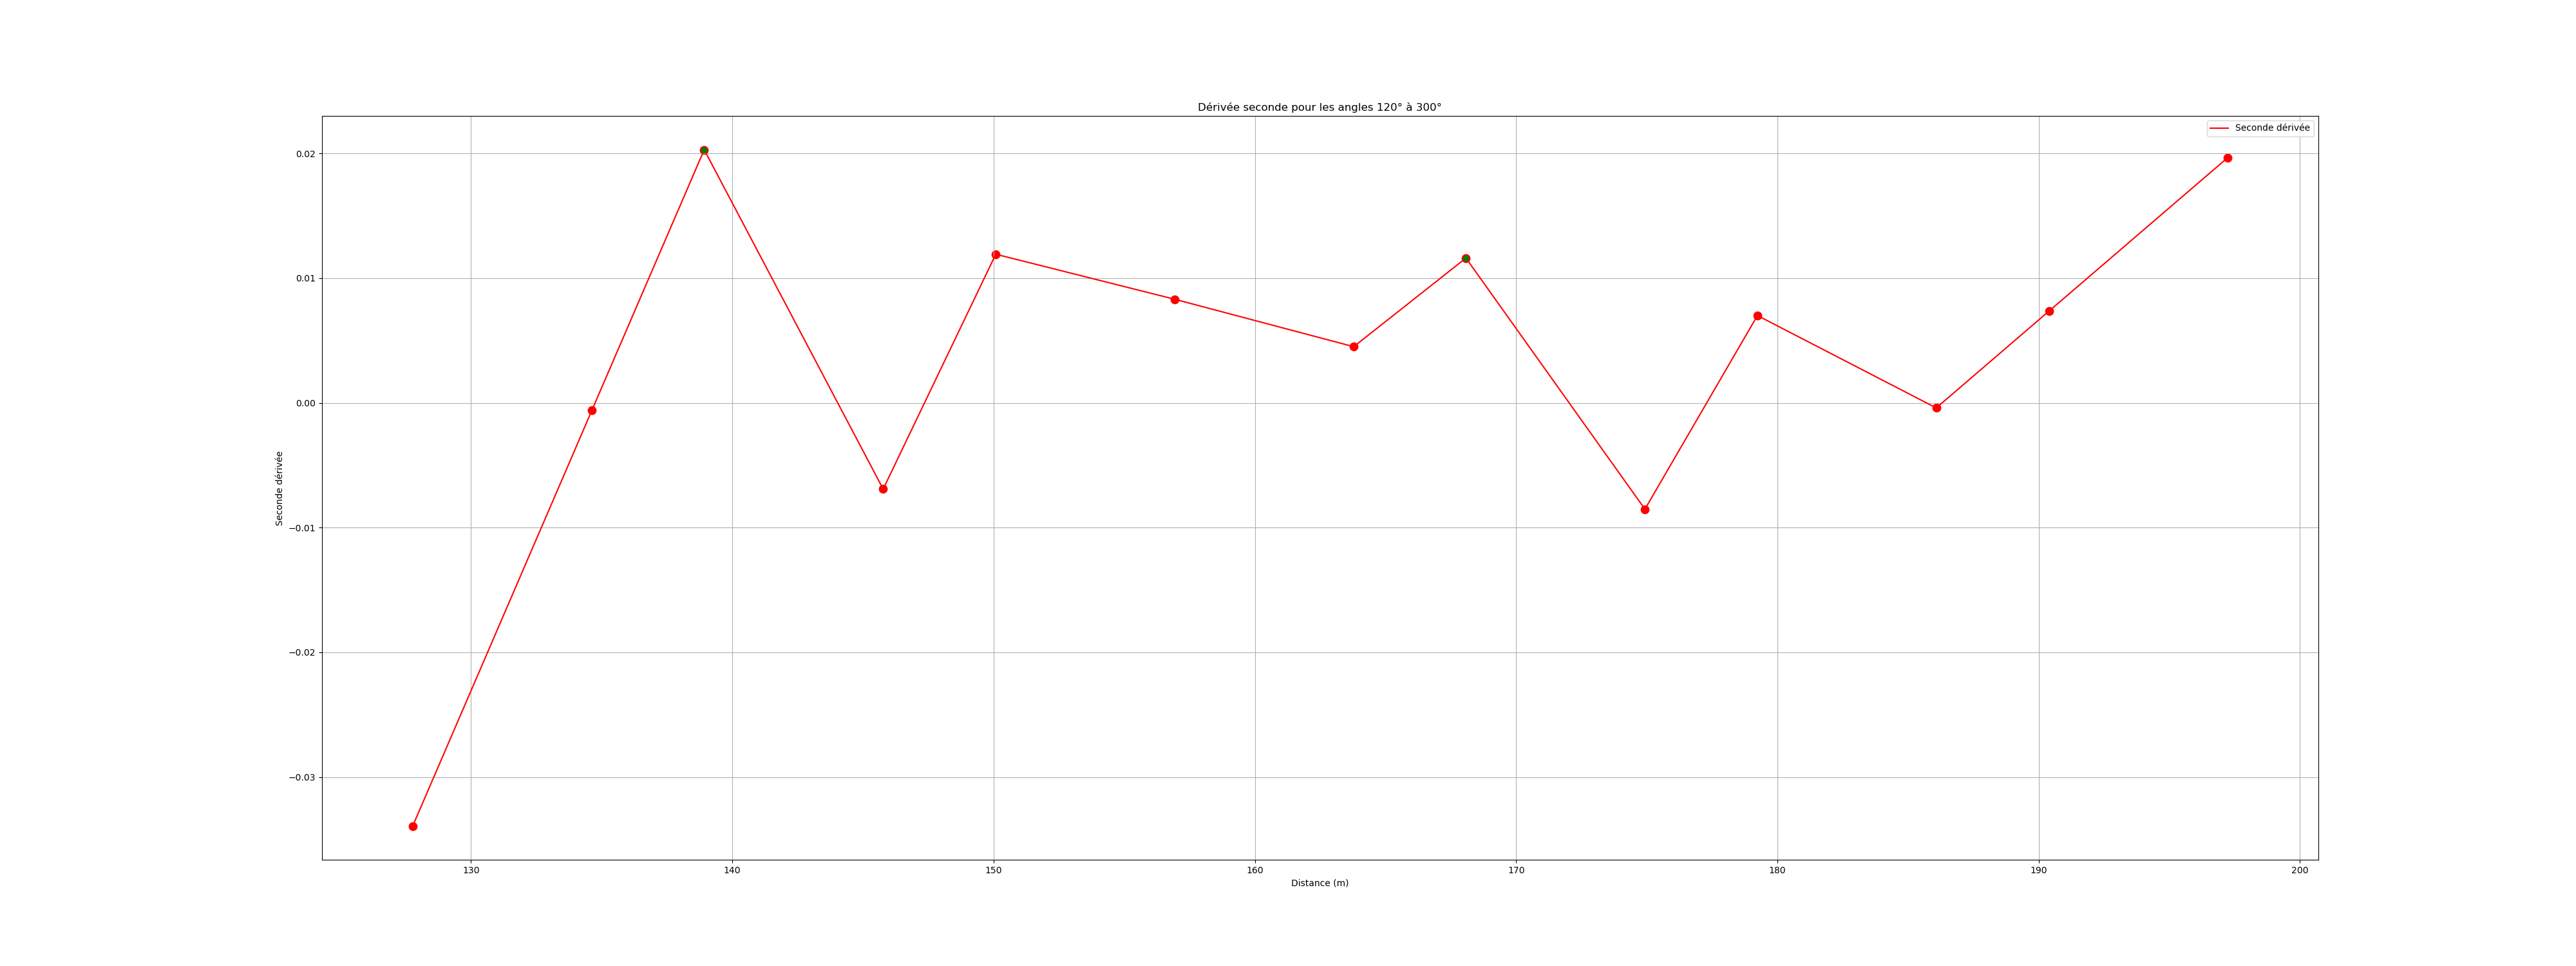 Dérivée seconde pour les angles 120° à 300°
Seconde dérivée
0.02
0.01
0.00
−0.01
−0.02
−0.03
Seconde dérivée
130 140 150 160 170 180 190 200
Distance (m)